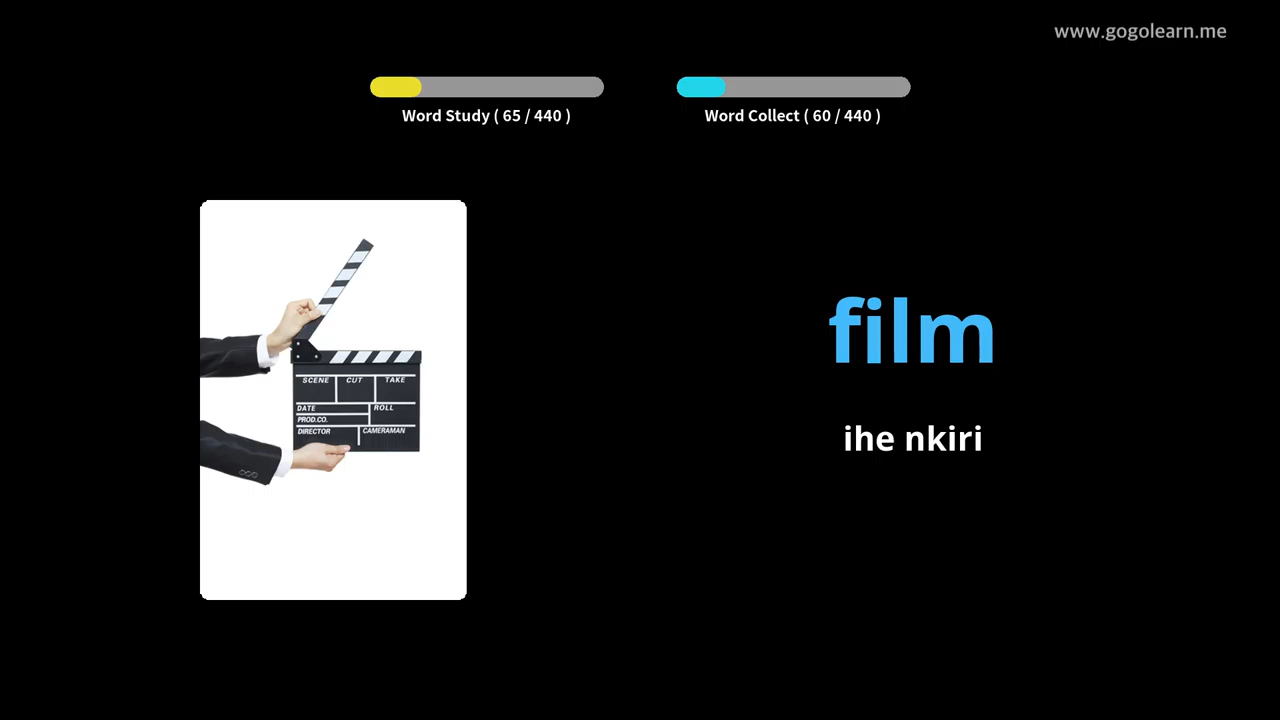 www.gogolearn.me
Word Study ( 65 / 440 )
Word Collect ( 60 / 440 )
SCENE CUT TAKE
DATE ROLL
PROD.CO.
DIRECTOR CAMERAMAN
film
ihe nkiri